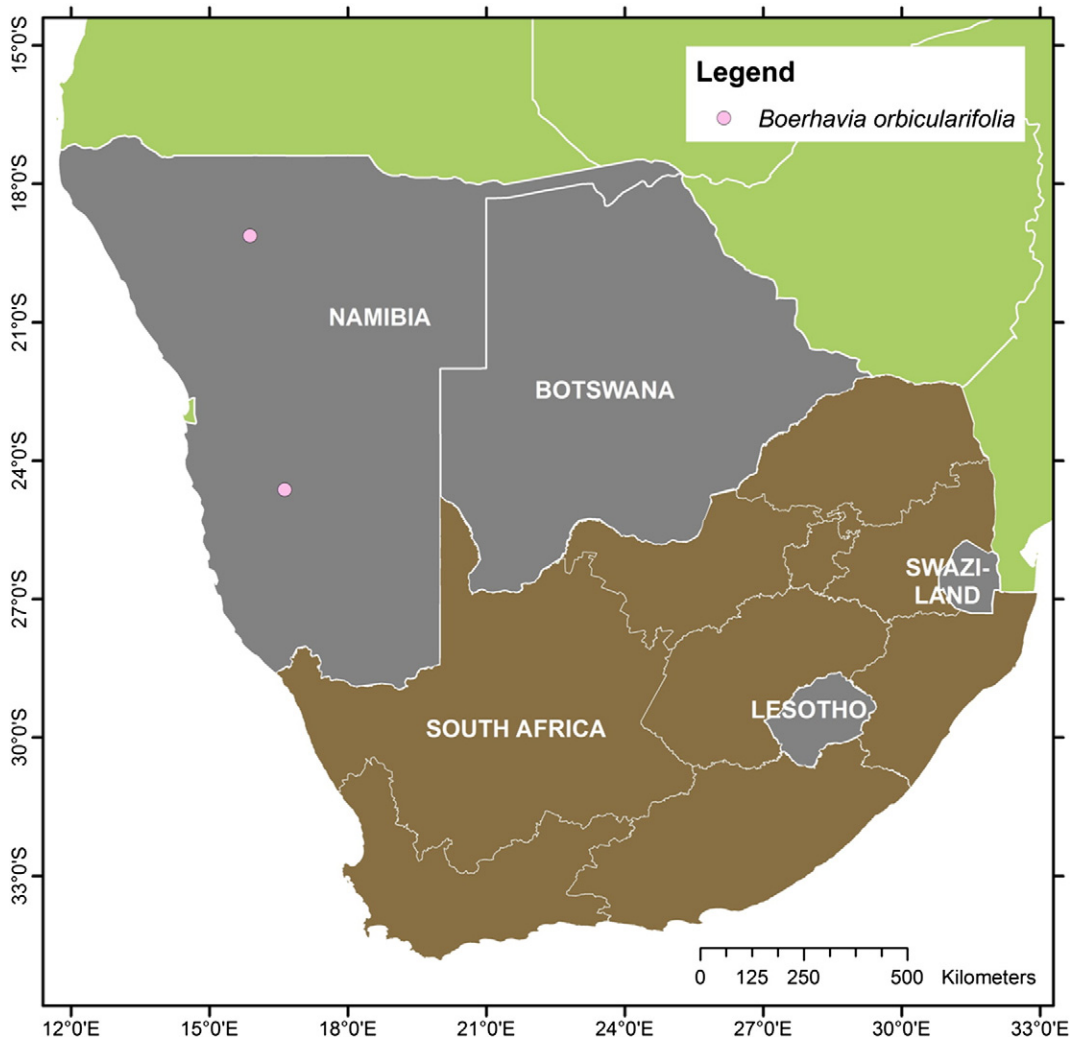 Legend
Boerhavia orbicularifolia
NAMIBIA
BOTSWANA
SWAZI-
LAND
LESOTHO
SOUTH AFRICA
0 125 250 500 Kilometers
15°0'S
18°0'S
21°0'S
24°0'S
27°0'S
30°0'S
33°0'S
12°0'E 15°0'E 18°0'E 21°0'E 24°0'E 27°0'E 30°0'E 33°0'E